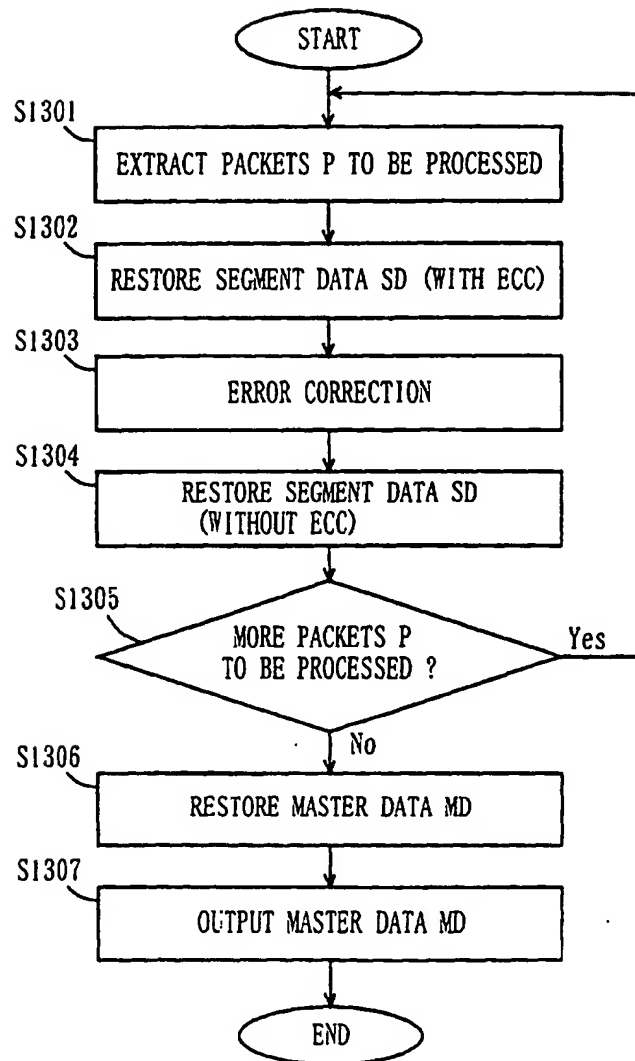 START
S1301
EXTRACT PACKETS P TO BE PROCESSED
S1302
RESTORE SEGMENT DATA SD (WITH ECC)
S1303
ERROR CORRECTION
S1304
RESTORE SEGMENT DATA SD
(WITHOUT ECC)
S1305
MORE PACKETS P
TO BE PROCESSED ?
Yes
No
S1306
RESTORE MASTER DATA MD
S1307
OUTPUT MASTER DATA MD
END